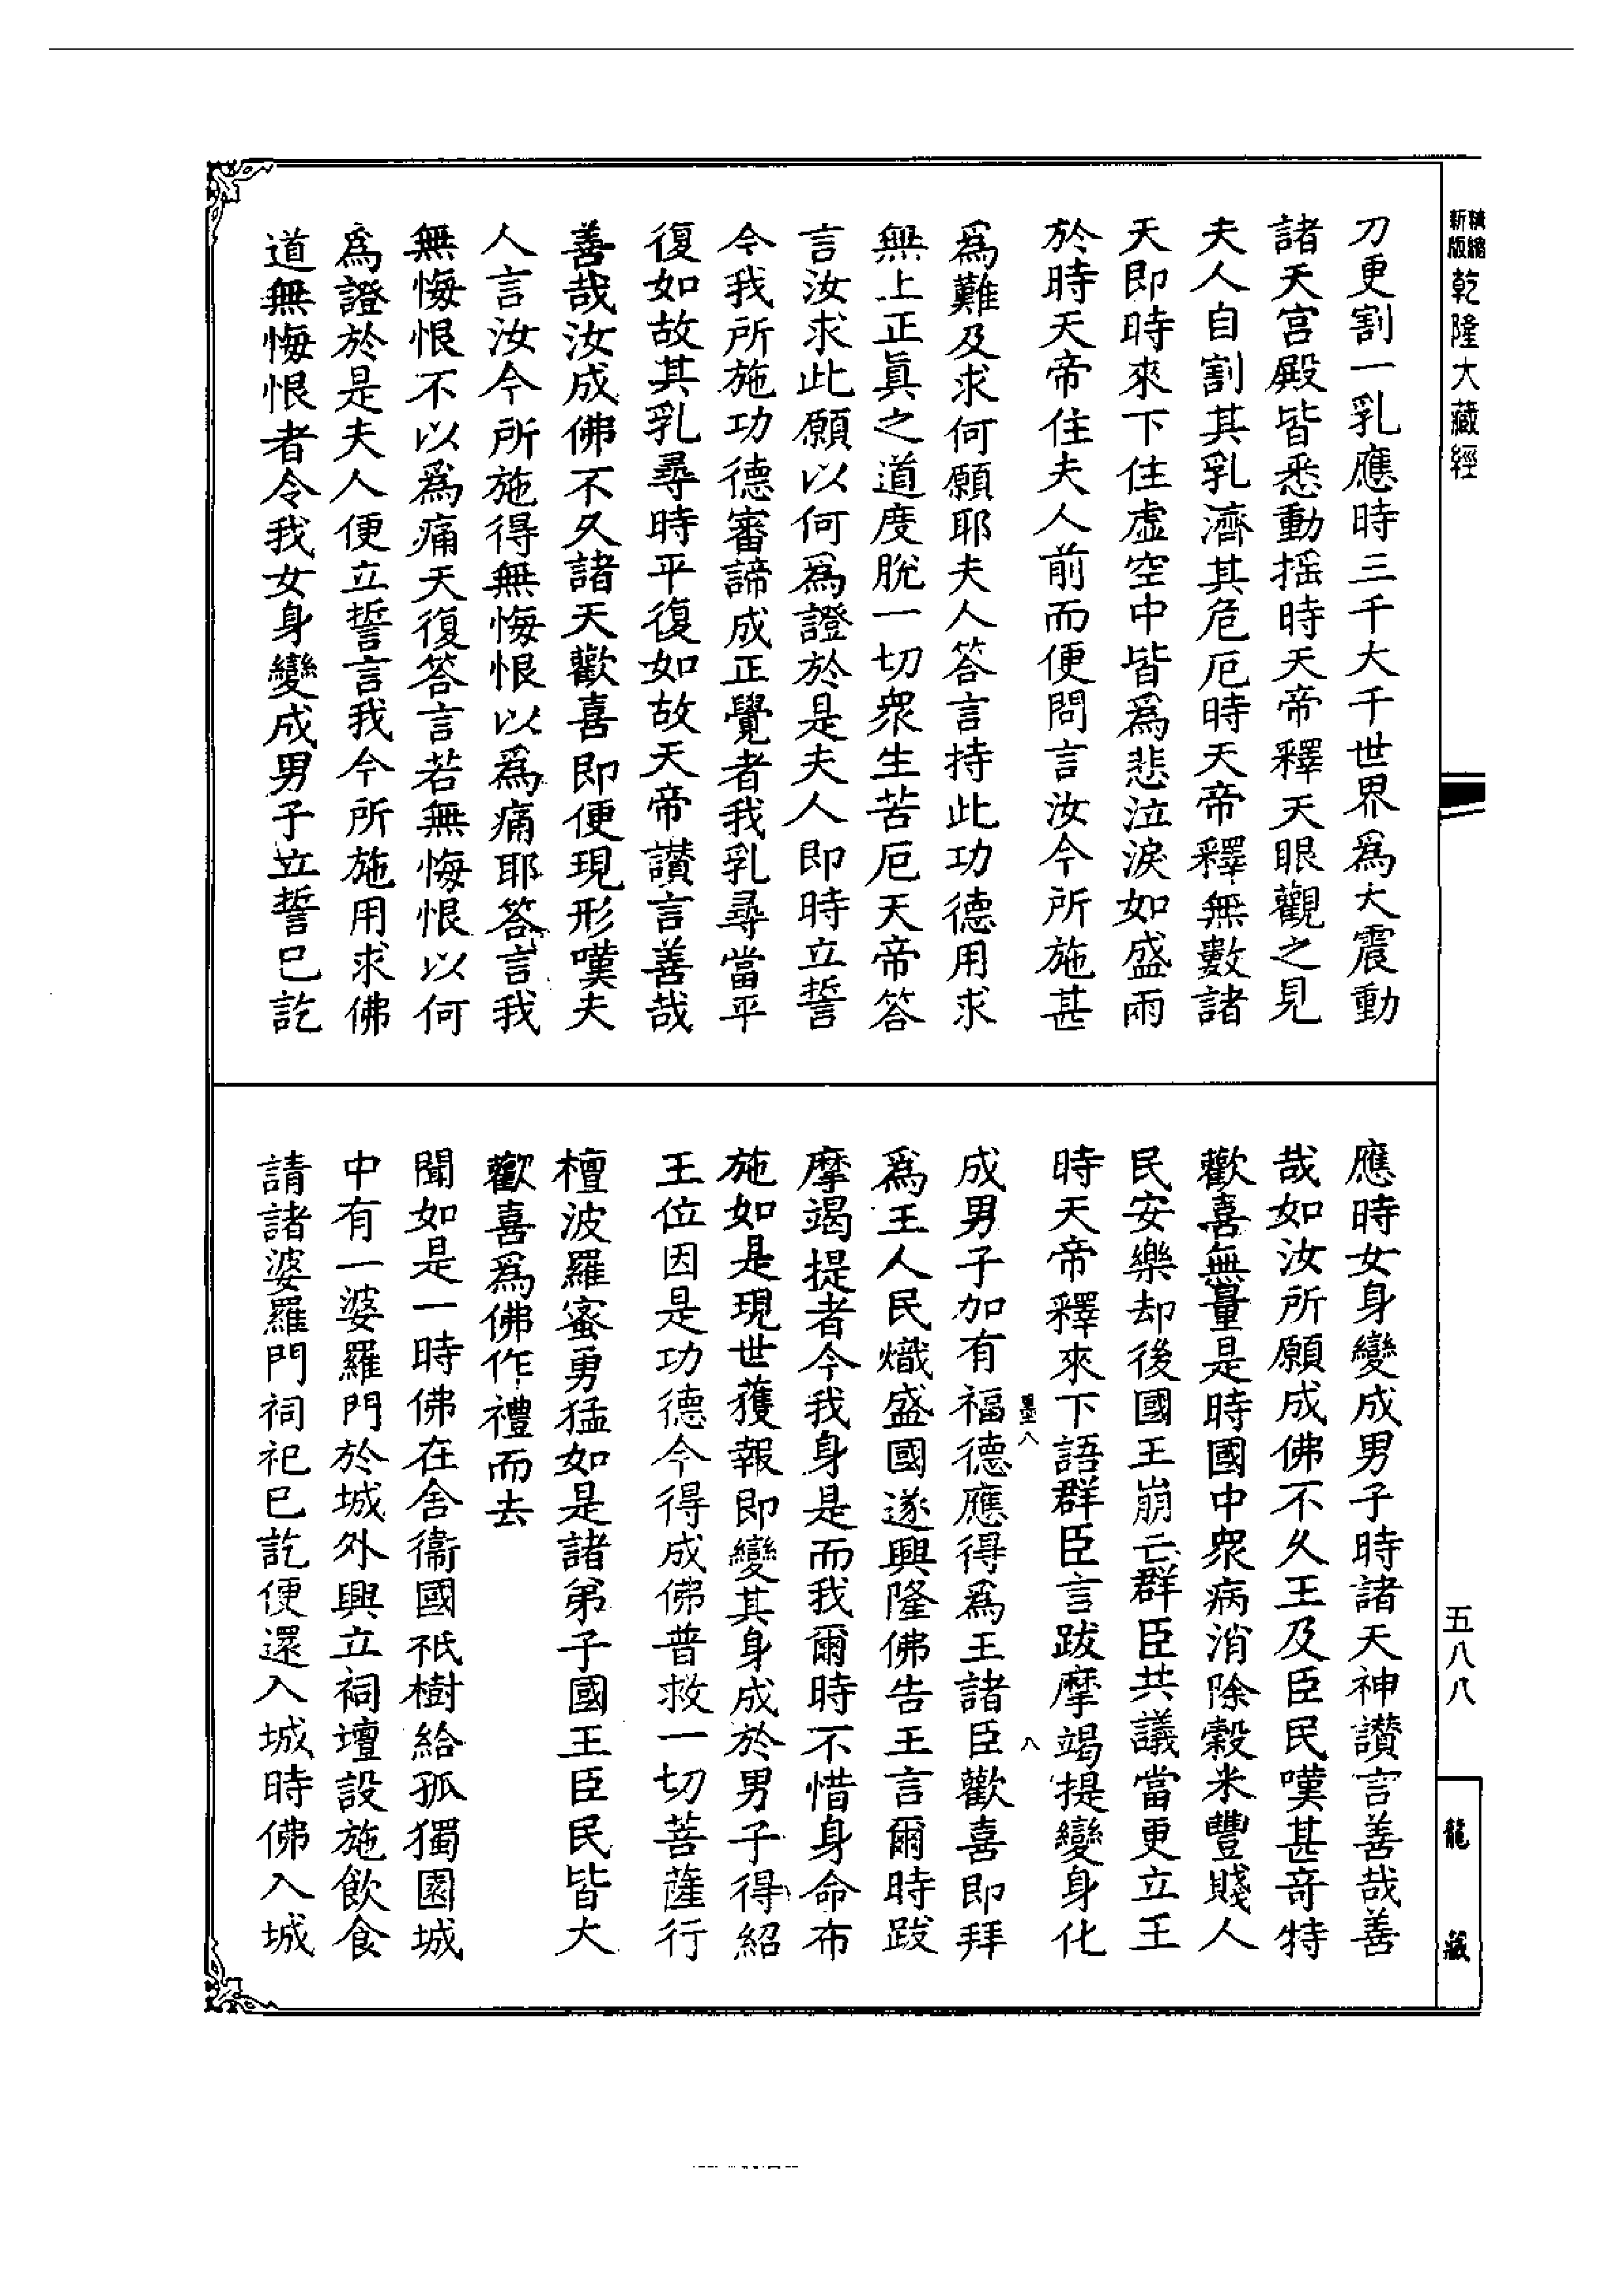 精縮新版乾隆大藏經
刀更割一乳應時三千大千世界爲大震動
諸天宮殿皆悉動搖時天帝釋天眼觀之見
夫人自割其乳濟其危厄時天帝釋無數諸
天即時來下住虛空中皆爲悲泣淚如盛雨
於時天帝住夫人前而便問言汝今所施甚
爲難及求何願耶夫人答言持此功德用求
無上正眞之道度脫一切衆生苦厄天帝答
言汝求此願以何爲證於是夫人即時立誓
今我所施功德審諦成正覺者我乳尋當平
復如故其乳尋時平復如故天帝讃言善哉
善哉汝成佛不久諸天歡喜即便現形嘆夫
人言汝今所施得無悔恨以爲痛耶答言我
無悔恨不以爲痛天復答言若無悔恨以何
爲證於是夫人便立誓言我今所施用求佛
道無悔恨者令我女身變成男子立誓已訖
應時女身變成男子時諸天神讃言善哉善
哉如汝所願成佛不久王及臣民嘆甚奇特
歡喜無量是時國中衆病消除穀米豐賤人
民安樂却後國王崩亡群臣共議當更立王
時天帝釋來下語群臣言跋摩竭提變身化
墨八
八
成男子加有福德應得爲王諸臣歡喜即拜
爲王人民熾盛國遂興隆佛告王言爾時跋
摩竭提者今我身是而我爾時不惜身命布
施如是現世獲報即變其身成於男子得紹
王位因是功德今得成佛普救一切菩薩行
檀波羅蜜勇猛如是諸弟子國王臣民皆大
歡喜爲佛作禮而去
聞如是一時佛在舍衞國祇樹給孤獨園城
中有一婆羅門於城外興立祠壇設施飲食
請諸婆羅門祠祀已訖便還入城時佛入城
五八八
龍藏